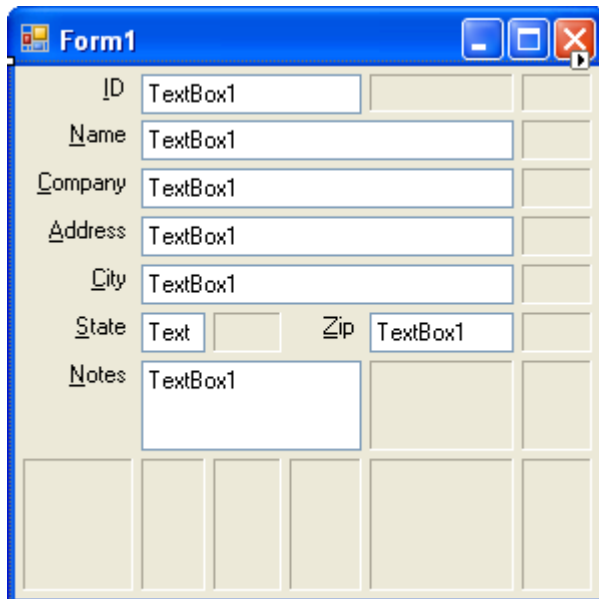 Form1
ID TextBox1
Name TextBox1
Company TextBox1
Address TextBox1
City TextBox1
State Text Zip TextBox1
Notes TextBox1